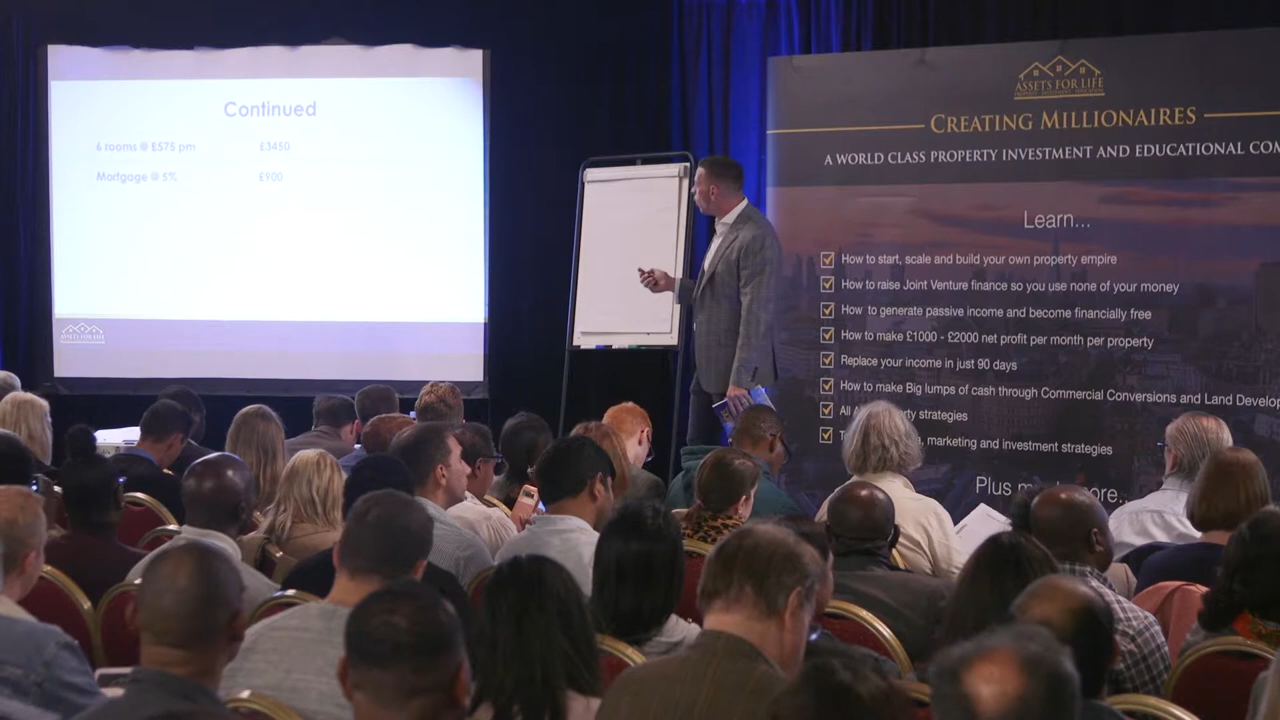 Continued
6 rooms @ £575 pm £3450
Mortgage @ 5% £900
ASSETS FOR LIFE
ASSETS FOR LIFE
CREATING MILLIONAIRES
A WORLD CLASS PROPERTY INVESTMENT AND EDUCATIONAL COM
Learn...
How to start, scale and build your own property empire
How to raise Joint Venture finance so you use none of your money
How to generate passive income and become financially free
How to make £1000 - £2000 net profit per month per property
Replace your income in just 90 days
How to make Big lumps of cash through Commercial Conversions and Land Develop
All strategies
marketing and investment strategies
Plus